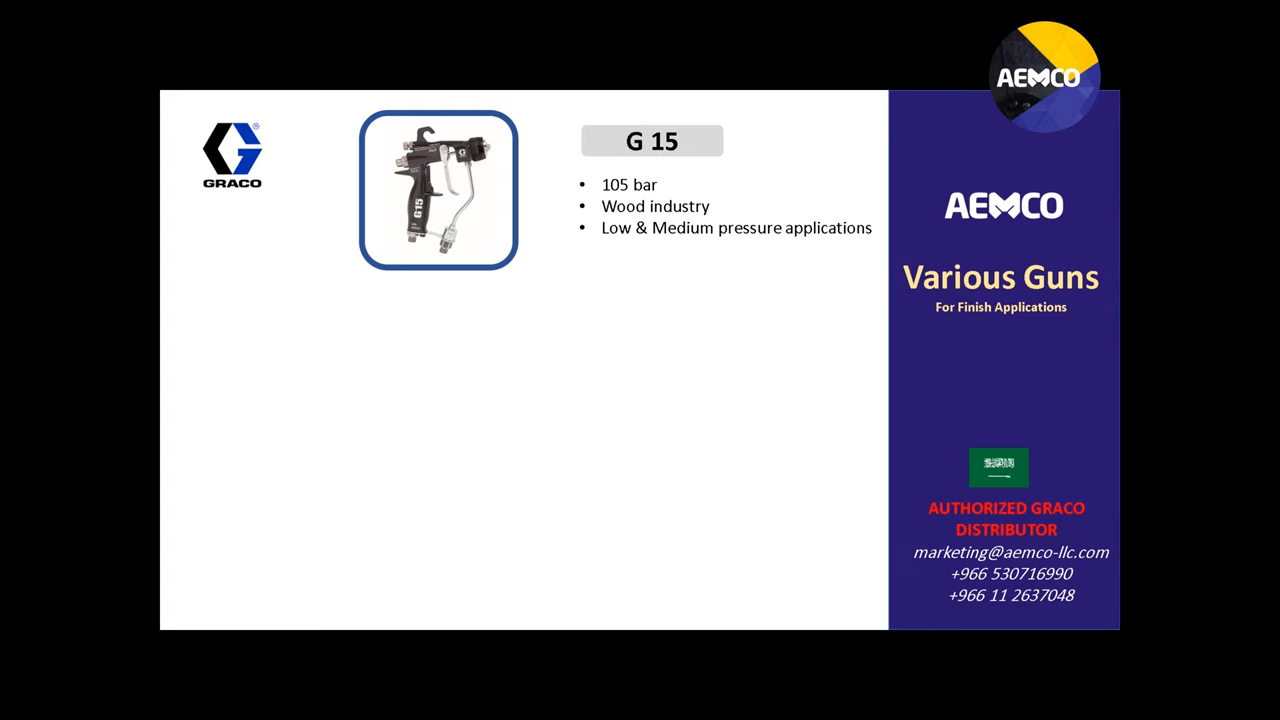 AEMCO
GRACO
G15
G 15
• 105 bar
• Wood industry
• Low & Medium pressure applications
AEMCO
Various Guns
For Finish Applications
AUTHORIZED GRACO
DISTRIBUTOR
marketing@aemco-llc.com
+966 530716990
+966 11 2637048